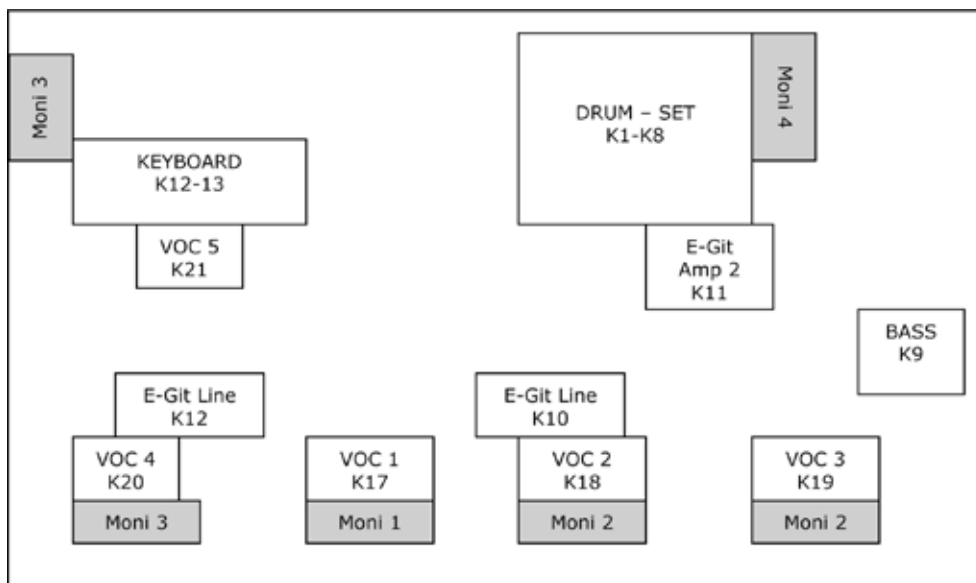 Moni 3
DRUM – SET
K1-K8
Moni 4
KEYBOARD
K12-13
VOC 5
K21
E-Git
Amp 2
K11
BASS
K9
E-Git Line
K12
E-Git Line
K10
VOC 4
K20
VOC 1
K17
VOC 2
K18
VOC 3
K19
Moni 3
Moni 1
Moni 2
Moni 2